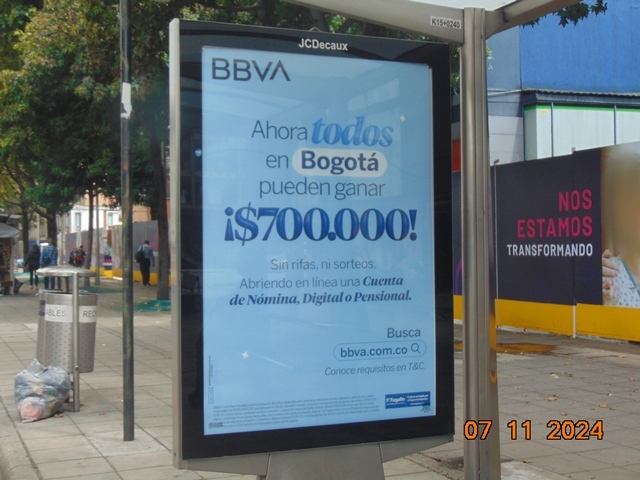 K15+0240
JCDecaux
BBVA
Ahora todos
en Bogotá
pueden ganar
¡$700.000!
Sin rifas, ni sorteos.
Abriendo en línea una Cuenta
de Nómina, Digital o Pensional.
Busca
bbva.com.co
Conoce requisitos en T&C.
NOS
ESTAMOS
TRANSFORMANDO
ABLES
REC
07 11 2024